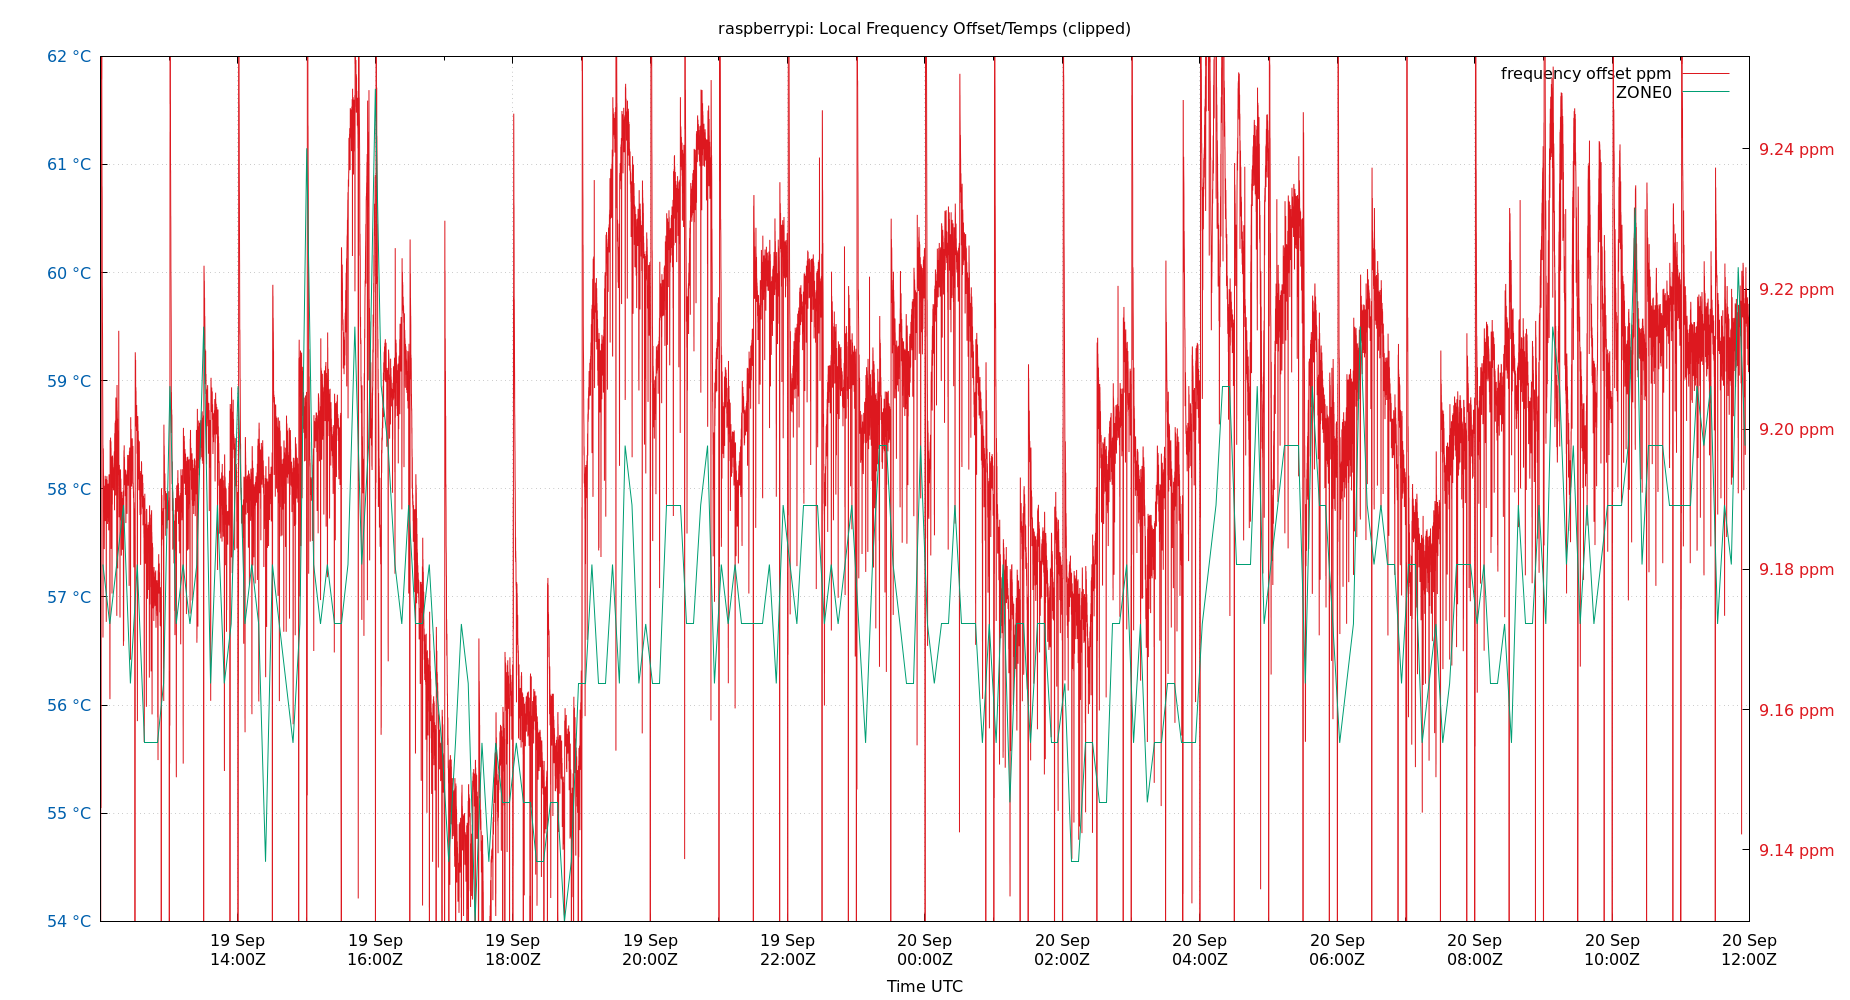 raspberrypi: Local Frequency Offset/Temps (clipped)
62 °C
61 °C
60 °C
59 °C
58 °C
57 °C
56 °C
55 °C
54 °C
frequency offset ppm
ZONE0
9.24 ppm
9.22 ppm
9.20 ppm
9.18 ppm
9.16 ppm
9.14 ppm
19 Sep
14:00Z
19 Sep
16:00Z
19 Sep
18:00Z
19 Sep
20:00Z
19 Sep
22:00Z
20 Sep
00:00Z
20 Sep
02:00Z
20 Sep
04:00Z
20 Sep
06:00Z
20 Sep
08:00Z
20 Sep
10:00Z
20 Sep
12:00Z
Time UTC